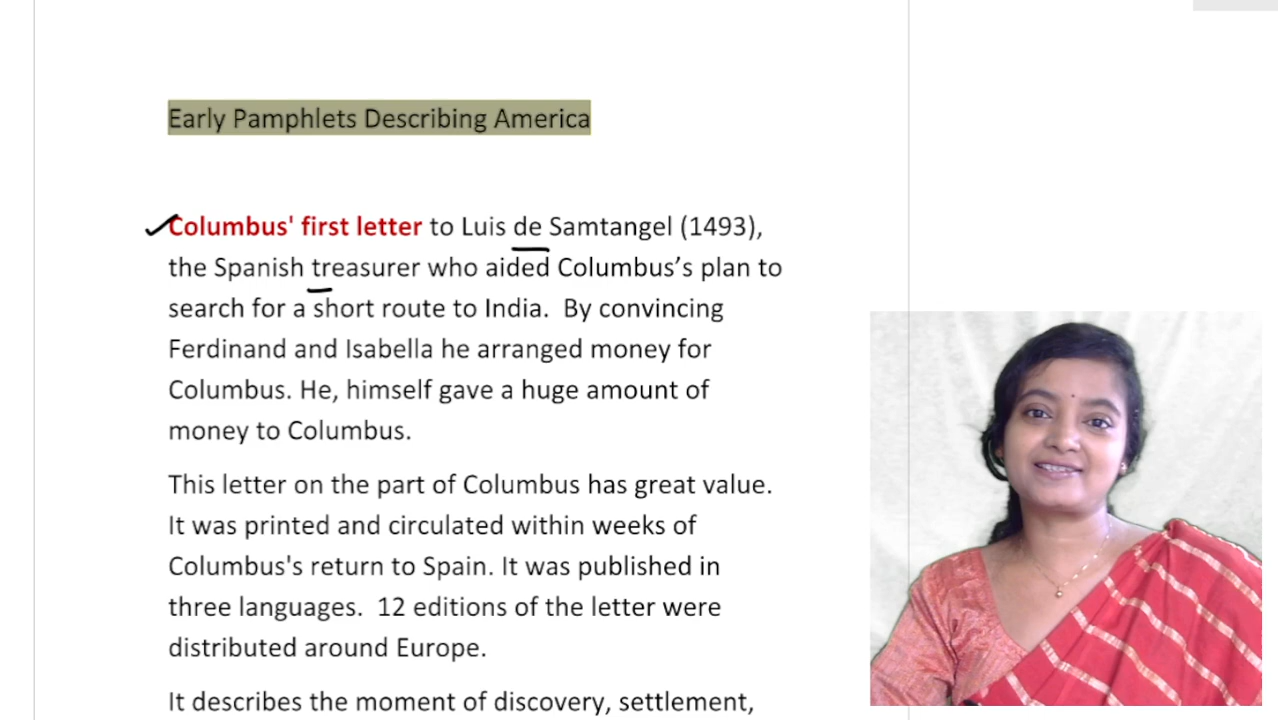 Early Pamphlets Describing America
Columbus' first letter to Luis de Samtangel (1493),
the Spanish treasurer who aided Columbus’s plan to
search for a short route to India.  By convincing
Ferdinand and Isabella he arranged money for
Columbus. He, himself gave a huge amount of
money to Columbus.
This letter on the part of Columbus has great value.
It was printed and circulated within weeks of
Columbus's return to Spain. It was published in
three languages.  12 editions of the letter were
distributed around Europe.
It describes the moment of discovery, settlement,